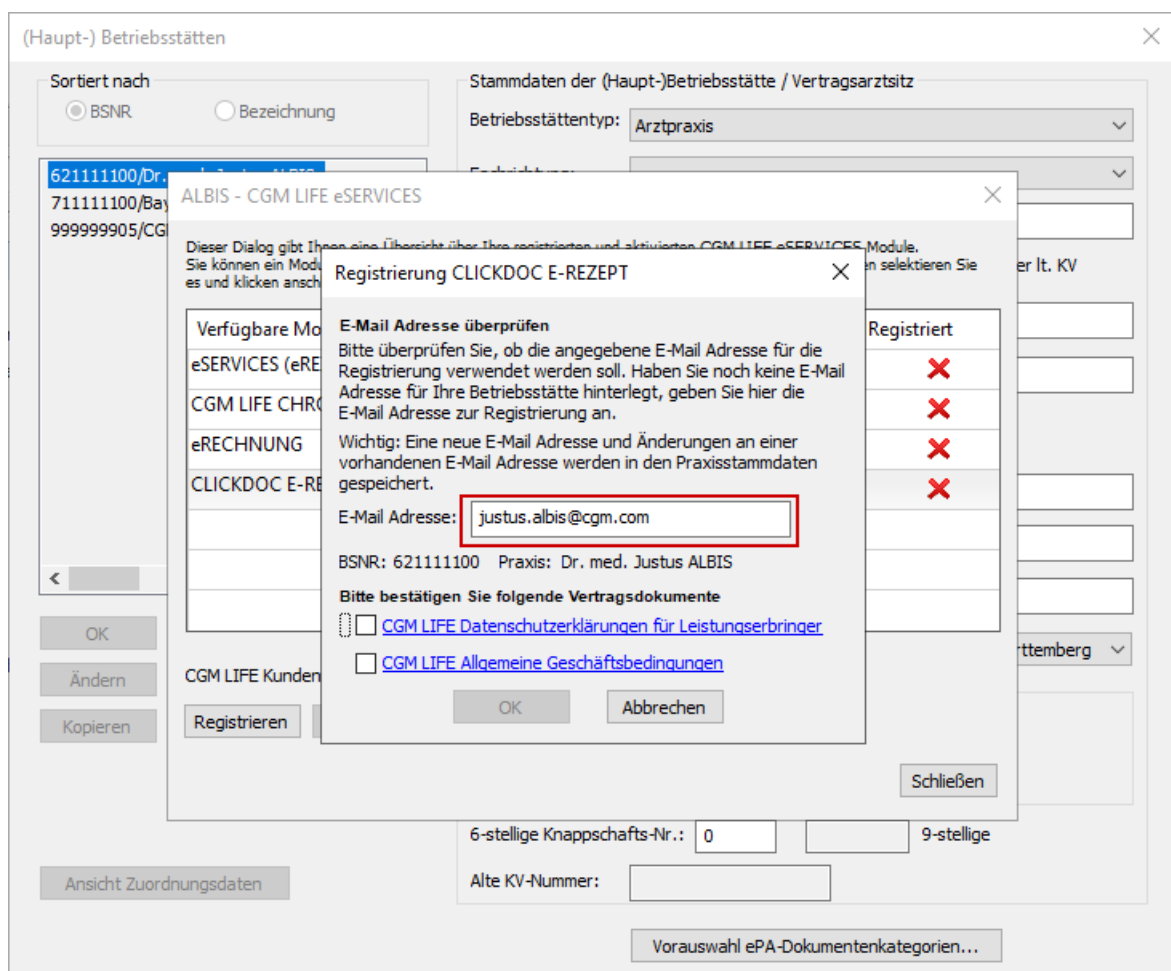 (Haupt-) Betriebsstätten
Sortiert nach
BSNR
Bezeichnung
Stammdaten der (Haupt-)Betriebsstätte / Vertragsarztsitz
Betriebsstättentyp:
Arztpraxis
621111100/Dr.
711111100/Bay
999999905/CG
ALBIS - CGM LIFE eSERVICES
Dieser Dialog gibt Ihnen eine Übersicht über Ihre registrierten und aktivierten CGM LIFE eSERVICES Module.
Sie können ein Modu
en selektieren Sie
es und klicken ansch
er lt. KV
Registrierung CLICKDOC E-REZEPT
Verfügbare Mo
Registriert
eSERVICES (eRE
CGM LIFE CHRO
eRECHNUNG
CLICKDOC E-RE
E-Mail Adresse überprüfen
Bitte überprüfen Sie, ob die angegebene E-Mail Adresse für die
Registrierung verwendet werden soll. Haben Sie noch keine E-Mail
Adresse für Ihre Betriebsstätte hinterlegt, geben Sie hier die
E-Mail Adresse zur Registrierung an.
Wichtig: Eine neue E-Mail Adresse und Änderungen an einer
vorhandenen E-Mail Adresse werden in den Praxisstammdaten
gespeichert.
E-Mail Adresse:
justus.albis@cgm.com
BSNR: 621111100 Praxis: Dr. med. Justus ALBIS
Bitte bestätigen Sie folgende Vertragsdokumente
CGM LIFE Datenschutzerklärungen für Leistungserbringer
CGM LIFE Allgemeine Geschäftsbedingungen
OK
Abbrechen
OK
Ändern
Kopieren
CGM LIFE Kunden
Registrieren
Schließen
rttemberg
6-stellige Knappschafts-Nr.:
0
9-stellige
Alte KV-Nummer:
Ansicht Zuordnungsdaten
Vorauswahl ePA-Dokumentenkategorien...